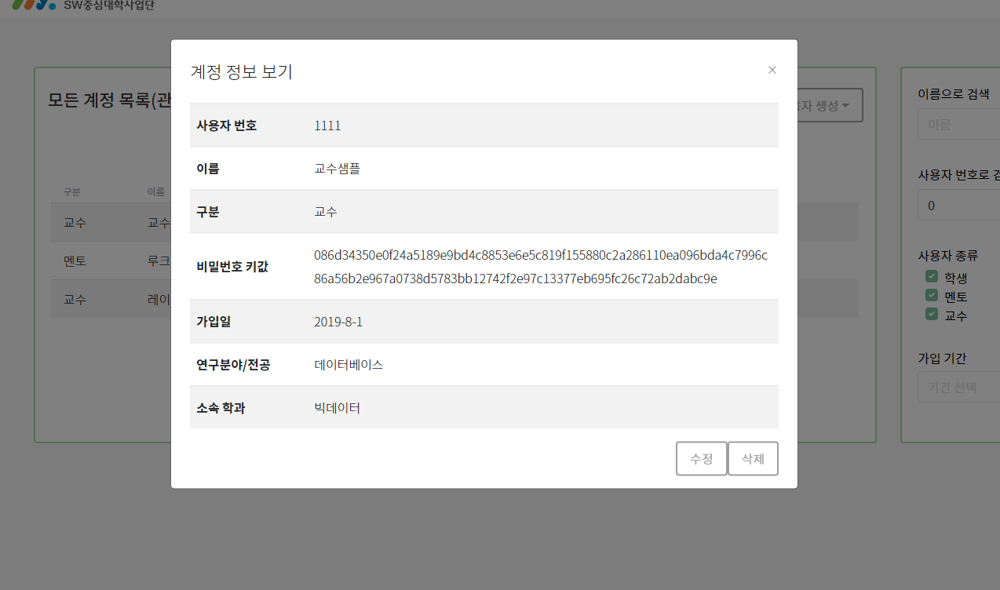 SW중심대학사업단
모든 계정 목록(관
용자 생성
구분 이름
교수 교수
멘토 루크
교수 레이
계정 정보 보기 ×
사용자 번호 1111
이름 교수샘플
구분 교수
비밀번호 키값 086d34350e0f24a5189e9bd4c8853e6e5c819f155880c2a286110ea096bda4c7996c
86a56b2e967a0738d5783bb12742f2e97c13377eb695fc26c72ab2dabc9e
가입일 2019-8-1
연구분야/전공 데이터베이스
소속 학과 빅데이터
수정 삭제
이름으로 검색
이름
사용자 번호로 검
0
사용자 종류
학생
멘토
교수
가입 기간
기간 선택